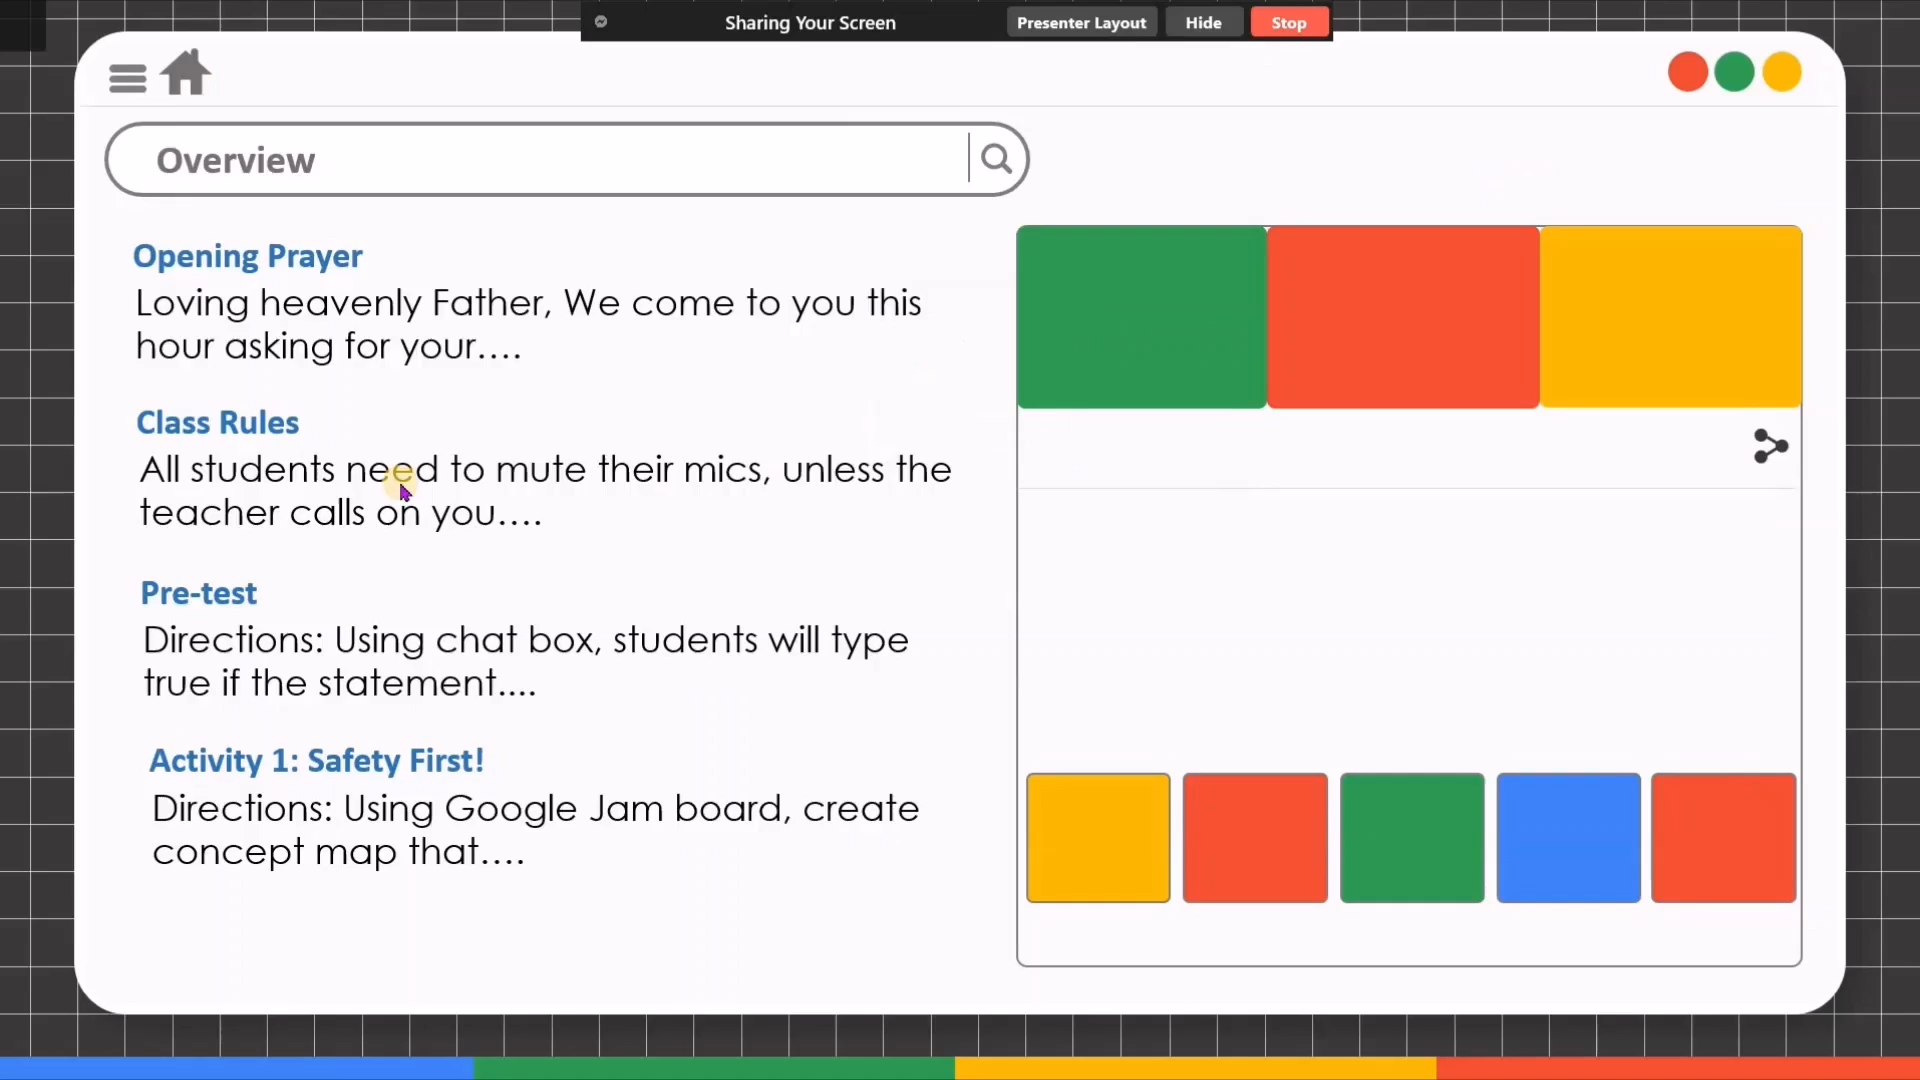 Sharing Your Screen
Presenter Layout
Hide
Stop
Overview
Opening Prayer
Loving heavenly Father, We come to you this
hour asking for your....
Class Rules
All students need to mute their mics, unless the
teacher calls on you....
Pre-test
Directions: Using chat box, students will type
true if the statement....
Activity 1: Safety First!
Directions: Using Google Jam board, create
concept map that....